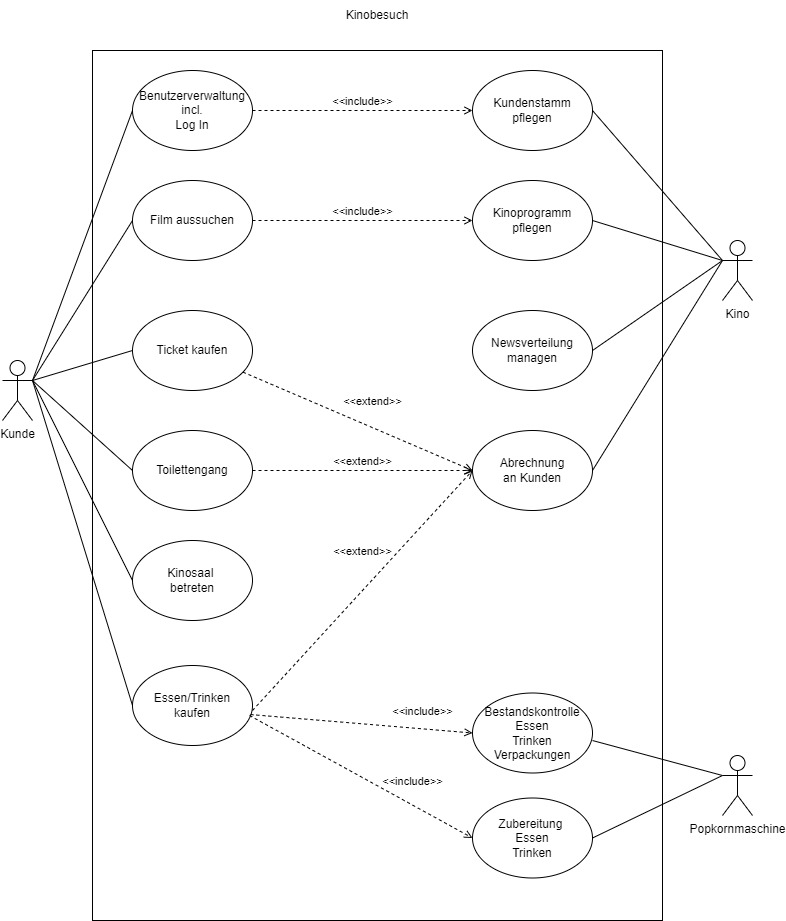 Kinobesuch
Benutzerverwaltung
incl.
Log In
<<include>>
Kundenstamm
pflegen
Film aussuchen
<<include>>
Kinoprogramm
pflegen
Kino
Ticket kaufen
Newsverteilung
managen
<<extend>>
Kunde
Toilettengang
<<extend>>
Abrechnung
an Kunden
<<extend>>
Kinosaal
betreten
Essen/Trinken
kaufen
<<include>>
Bestandskontrolle
Essen
Trinken
Verpackungen
<<include>>
Zubereitung
Essen
Trinken
Popkornmaschine